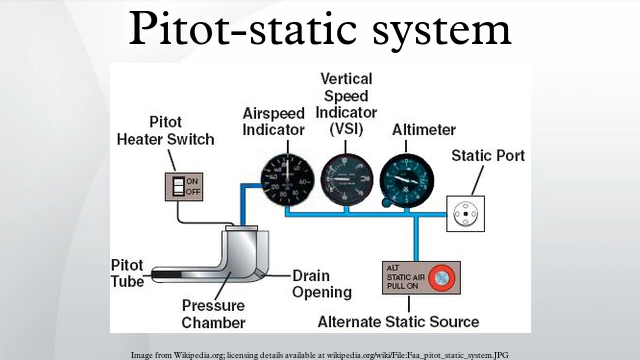 Pitot-static system
Vertical
Speed
Indicator
(VSI)
Airspeed
Indicator
Altimeter
Pitot
Heater Switch
Static Port
ON
OFF
Pitot
Tube
Drain
Opening
Pressure
Chamber
ALT
STATIC AIR
PULL ON
Alternate Static Source
Image from Wikipedia.org; licensing details available at wikipedia.org/wiki/File:Faa_pitot_static_system.JPG